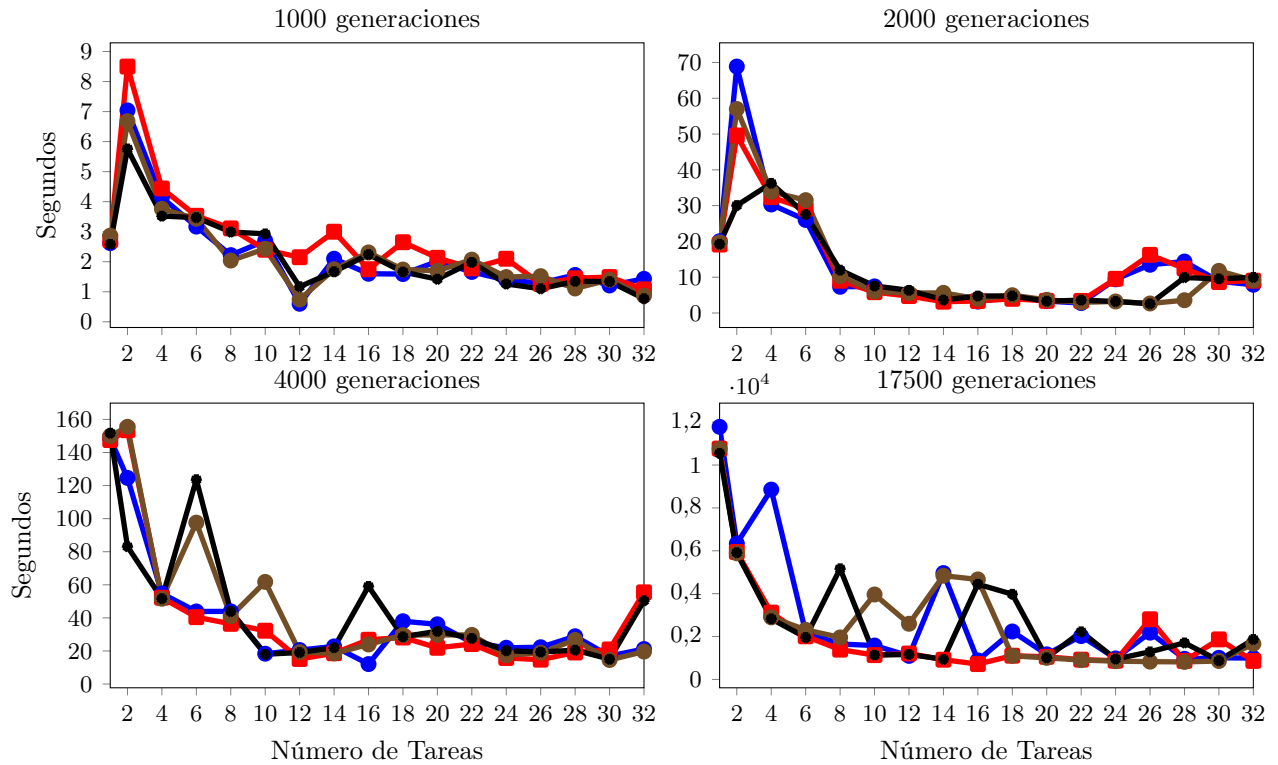 1000 generaciones
Segundos
9
8
7
6
5
4
3
2
1
0
2 4 6 8 10 12 14 16 18 20 22 24 26 28 30 32
2000 generaciones
70
60
50
40
30
20
10
0
2 4 6 8 10 12 14 16 18 20 22 24 26 28 30 32
4000 generaciones
Segundos
160
140
120
100
80
60
40
20
0
2 4 6 8 10 12 14 16 18 20 22 24 26 28 30 32
Número de Tareas
17500 generaciones
·10^4
1,2
1
0,8
0,6
0,4
0,2
0
2 4 6 8 10 12 14 16 18 20 22 24 26 28 30 32
Número de Tareas